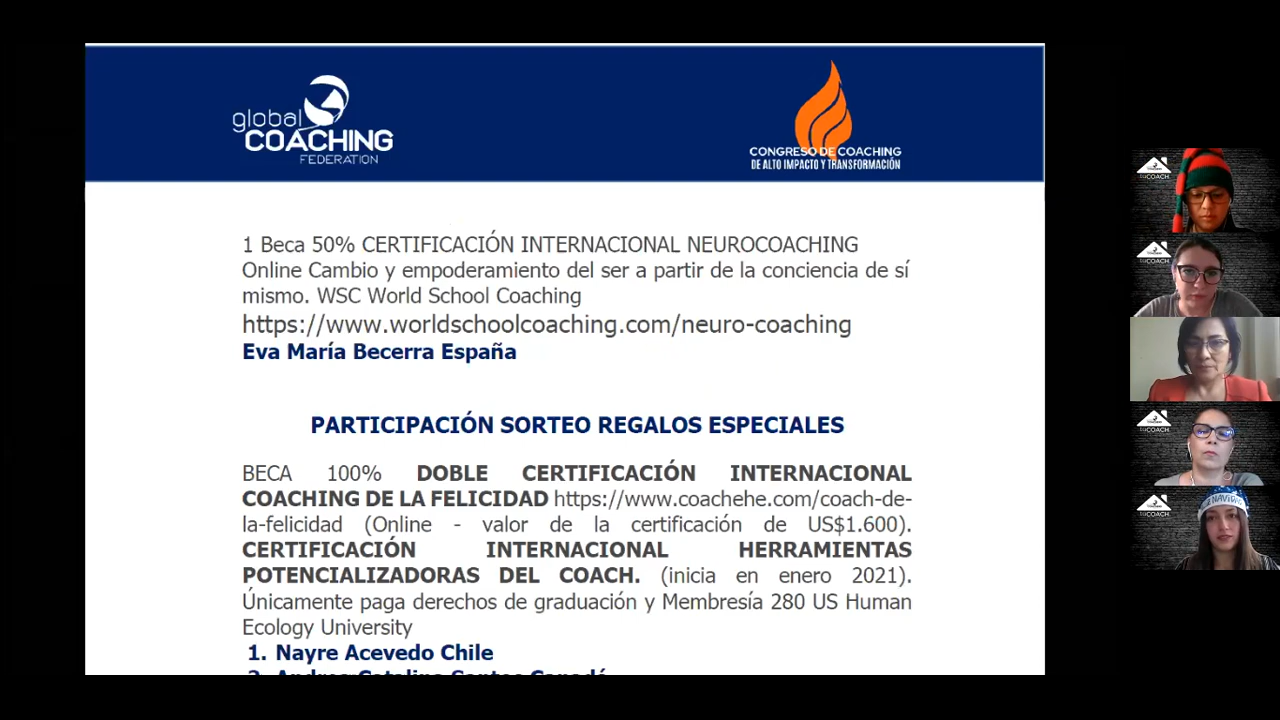 global
COACHING
FEDERATION
CONGRESO DE COACHING
DE ALTO IMPACTO Y TRANSFORMACIÓN
1 Beca 50% CERTIFICACIÓN INTERNACIONAL NEUROCOACHING
Online Cambio y empoderamiento del ser a partir de la conciencia de sí
mismo. WSC World School Coaching
https://www.worldschoolcoaching.com/neuro-coaching
Eva María Becerra España
PARTICIPACIÓN SORTEO REGALOS ESPECIALES
BECA 100% DOBLE CERTIFICACIÓN INTERNACIONAL
COACHING DE LA FELICIDAD https://www.coachehe.com/coach-de-
la-felicidad (Online - valor de la certificación de US$1.600).
CERTIFICACIÓN INTERNACIONAL HERRAMIENTAS
POTENCIALIZADORAS DEL COACH. (inicia en enero 2021).
Únicamente paga derechos de graduación y Membresía 280 US Human
Ecology University
1. Nayre Acevedo Chile
COACH
COACH
COACH
COACH
NAVIDAD